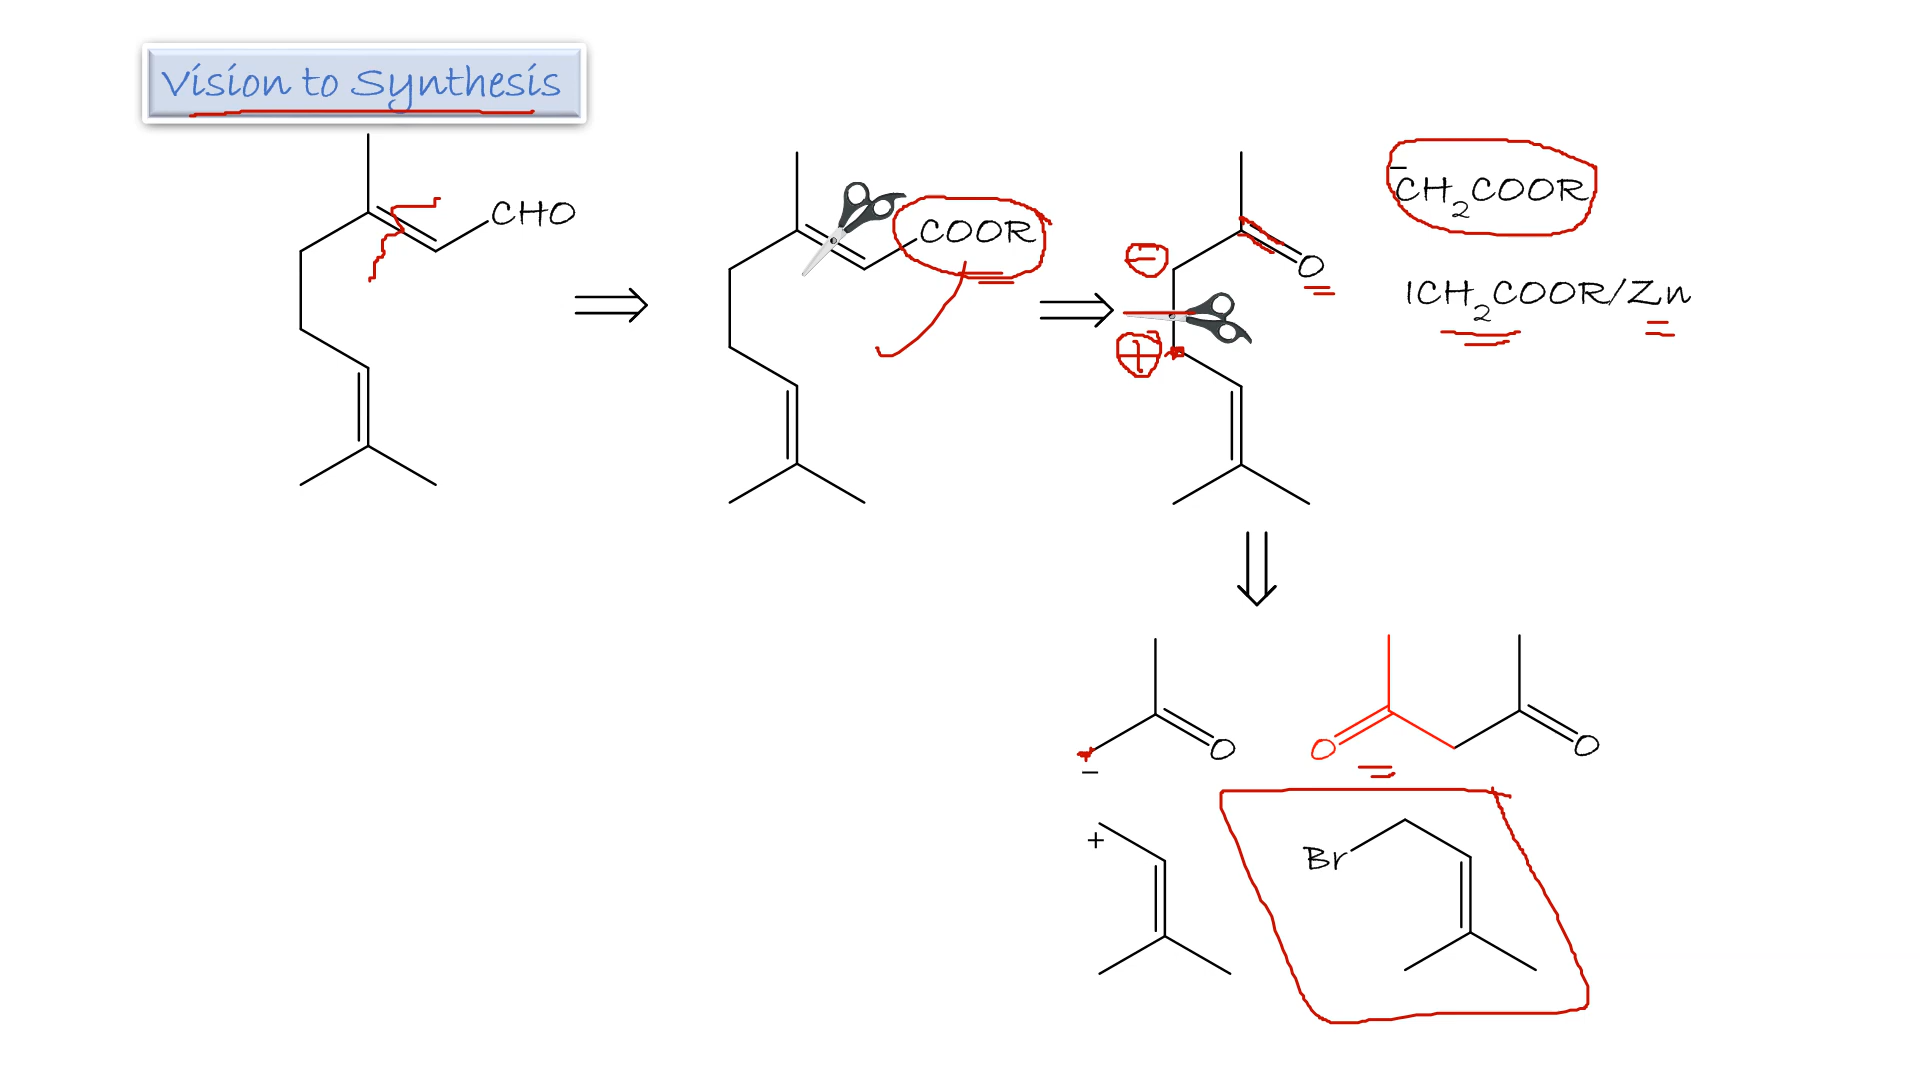 Vision to Synthesis
CHO
COOR
O
−
+
⁻CH₂COOR
ICH₂COOR/Zn
O
−
O
O
+
Br